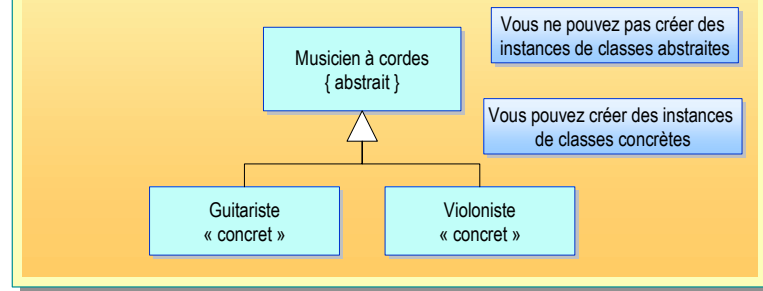 Vous ne pouvez pas créer des
instances de classes abstraites
Musicien à cordes
{ abstrait }
Vous pouvez créer des instances
de classes concrètes
Guitariste
« concret »
Violoniste
« concret »